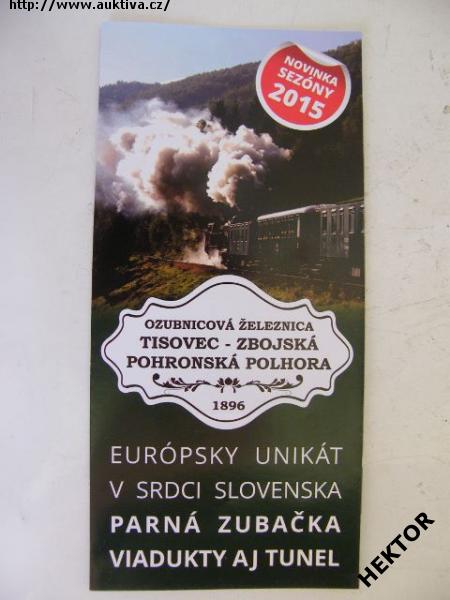 http://www.auktiva.cz/
NOVINKA
SEZÓNY
2015
OZUBNICOVÁ ŽELEZNICA
TISOVEC - ZBOJSKÁ
POHRONSKÁ POLHORA
1896
EURÓPSKY UNIKÁT
V SRDCI SLOVENSKA
PARNÁ ZUBAČKA
VIADUKTY AJ TUNEL
HEKTOR